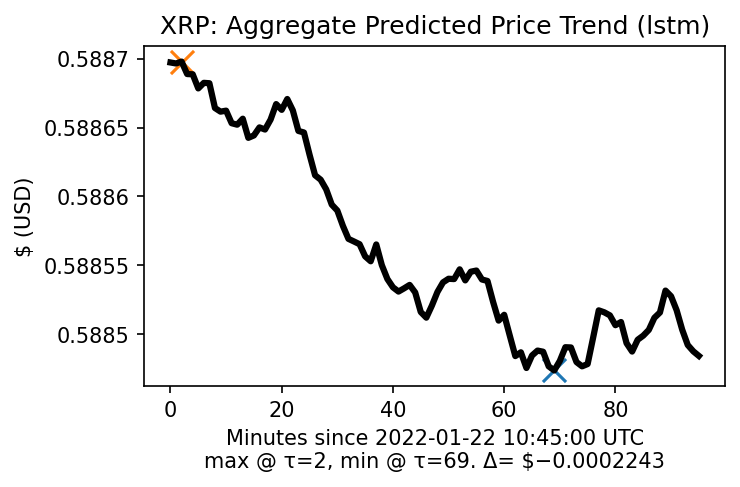 XRP: Aggregate Predicted Price Trend (lstm)
$ (USD)
0.5887
0.58865
0.5886
0.58855
0.5885
0 20 40 60 80
Minutes since 2022-01-22 10:45:00 UTC
max @ τ=2, min @ τ=69. Δ= $−0.0002243